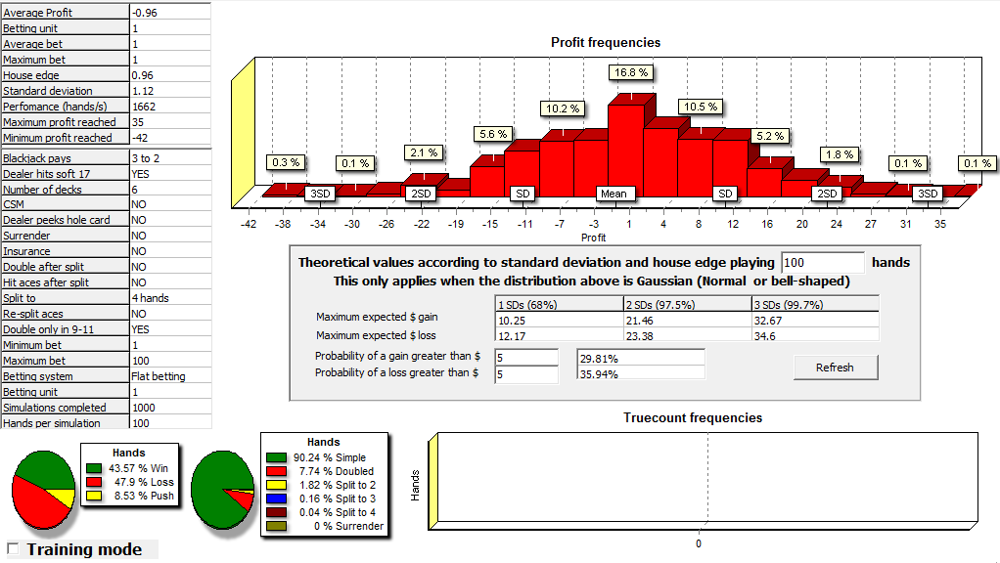 Average Profit -0.96
Betting unit 1
Average bet 1
Maximum bet 1
House edge 0.96
Standard deviation 1.12
Perfomance (hands/s) 1662
Maximum profit reached 35
Minimum profit reached -42
Blackjack pays 3 to 2
Dealer hits soft 17 YES
Number of decks 6
CSM NO
Dealer peeks hole card NO
Surrender NO
Insurance NO
Double after split NO
Hit aces after split NO
Split to 4 hands
Re-split aces NO
Double only in 9-11 YES
Minimum bet 1
Maximum bet 100
Betting system Flat betting
Betting unit 1
Simulations completed 1000
Hands per simulation 100
Profit frequencies
16.8 %
10.2 % 10.5 %
5.6 % 5.2 %
2.1 % 1.8 %
0.3 % 0.1 % 0.1 % 0.1 %
3SD 2SD SD Mean SD 2SD 3SD
-42 -38 -34 -30 -26 -22 -19 -15 -11 -7 -3 1 4 8 12 16 20 24 27 31 35
Profit
Theoretical values according to standard deviation and house edge playing 100 hands
This only applies when the distribution above is Gaussian (Normal or bell-shaped)
1 SDs (68%) 2 SDs (97.5%) 3 SDs (99.7%)
Maximum expected $ gain 10.25 21.46 32.67
Maximum expected $ loss 12.17 23.38 34.6
Probability of a gain greater than $ 5 29.81%
Probability of a loss greater than $ 5 35.94%
Refresh
Hands
43.57 % Win
47.9 % Loss
8.53 % Push
Hands
90.24 % Simple
7.74 % Doubled
1.82 % Split to 2
0.16 % Split to 3
0.04 % Split to 4
0 % Surrender
Truecount frequencies
Hands
0
Training mode